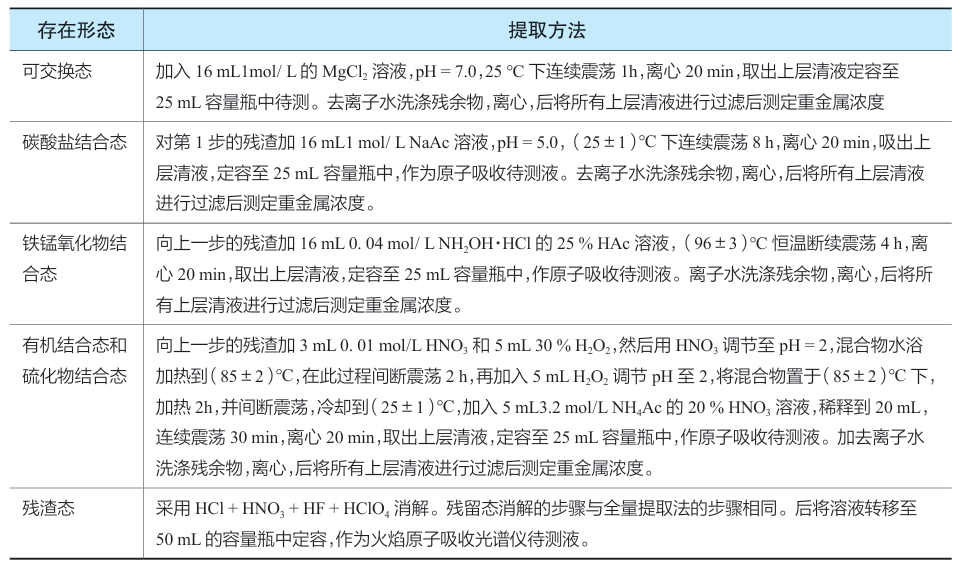 存在形态 提取方法
可交换态 加入 16 mL1mol/ L 的 MgCl₂ 溶液,pH = 7.0,25 ℃ 下连续震荡 1h,离心 20 min,取出上层清液定容至
25 mL 容量瓶中待测。去离子水洗涤残余物,离心,后将所有上层清液进行过滤后测定重金属浓度
碳酸盐结合态 对第 1 步的残渣加 16 mL1 mol/ L NaAc 溶液,pH = 5.0,（25±1）℃ 下连续震荡 8 h,离心 20 min,吸出上
层清液,定容至 25 mL 容量瓶中,作为原子吸收待测液。去离子水洗涤残余物,离心,后将所有上层清液
进行过滤后测定重金属浓度。
铁锰氧化物结 向上一步的残渣加 16 mL 0. 04 mol/ L NH₂OH·HCl 的 25 % HAc 溶液,（96±3）℃ 恒温断续震荡 4 h,离
合态 心 20 min,取出上层清液,定容至 25 mL 容量瓶中,作原子吸收待测液。离子水洗涤残余物,离心,后将所
有上层清液进行过滤后测定重金属浓度。
有机结合态和 向上一步的残渣加 3 mL 0. 01 mol/L HNO₃ 和 5 mL 30 % H₂O₂,然后用 HNO₃ 调节至 pH = 2,混合物水浴
硫化物结合态 加热到（85±2）℃,在此过程间断震荡 2 h,再加入 5 mL H₂O₂ 调节 pH 至 2,将混合物置于（85±2）℃ 下,
加热 2h,并间断震荡,冷却到（25±1）℃,加入 5 mL3.2 mol/L NH₄Ac 的 20 % HNO₃ 溶液,稀释到 20 mL,
连续震荡 30 min,离心 20 min,取出上层清液,定容至 25 mL 容量瓶中,作原子吸收待测液。加去离子水
洗涤残余物,离心,后将所有上层清液进行过滤后测定重金属浓度。
残渣态 采用 HCl + HNO₃ + HF + HClO₄ 消解。残留态消解的步骤与全量提取法的步骤相同。后将溶液转移至
50 mL 的容量瓶中定容,作为火焰原子吸收光谱仪待测液。